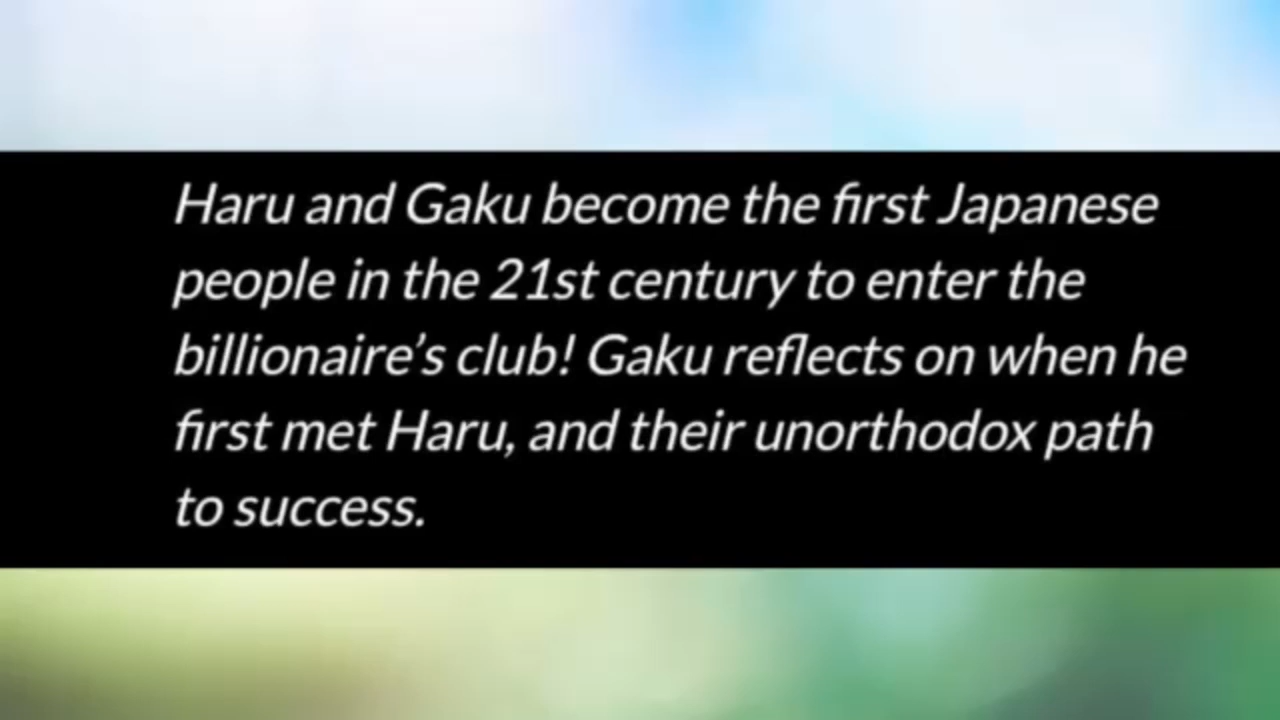 Haru and Gaku become the first Japanese
people in the 21st century to enter the
billionaire’s club! Gaku reflects on when he
first met Haru, and their unorthodox path
to success.